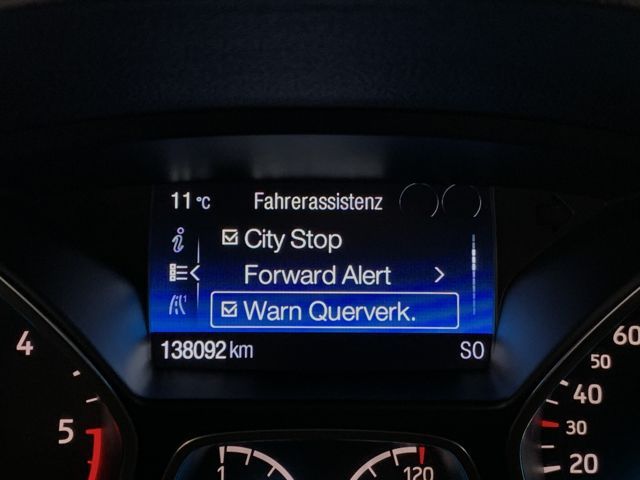 11 °C Fahrerassistenz
City Stop
Forward Alert >
1
Warn Querverk.
138092 km SO
4
5
1
120
60
50
40
30
20